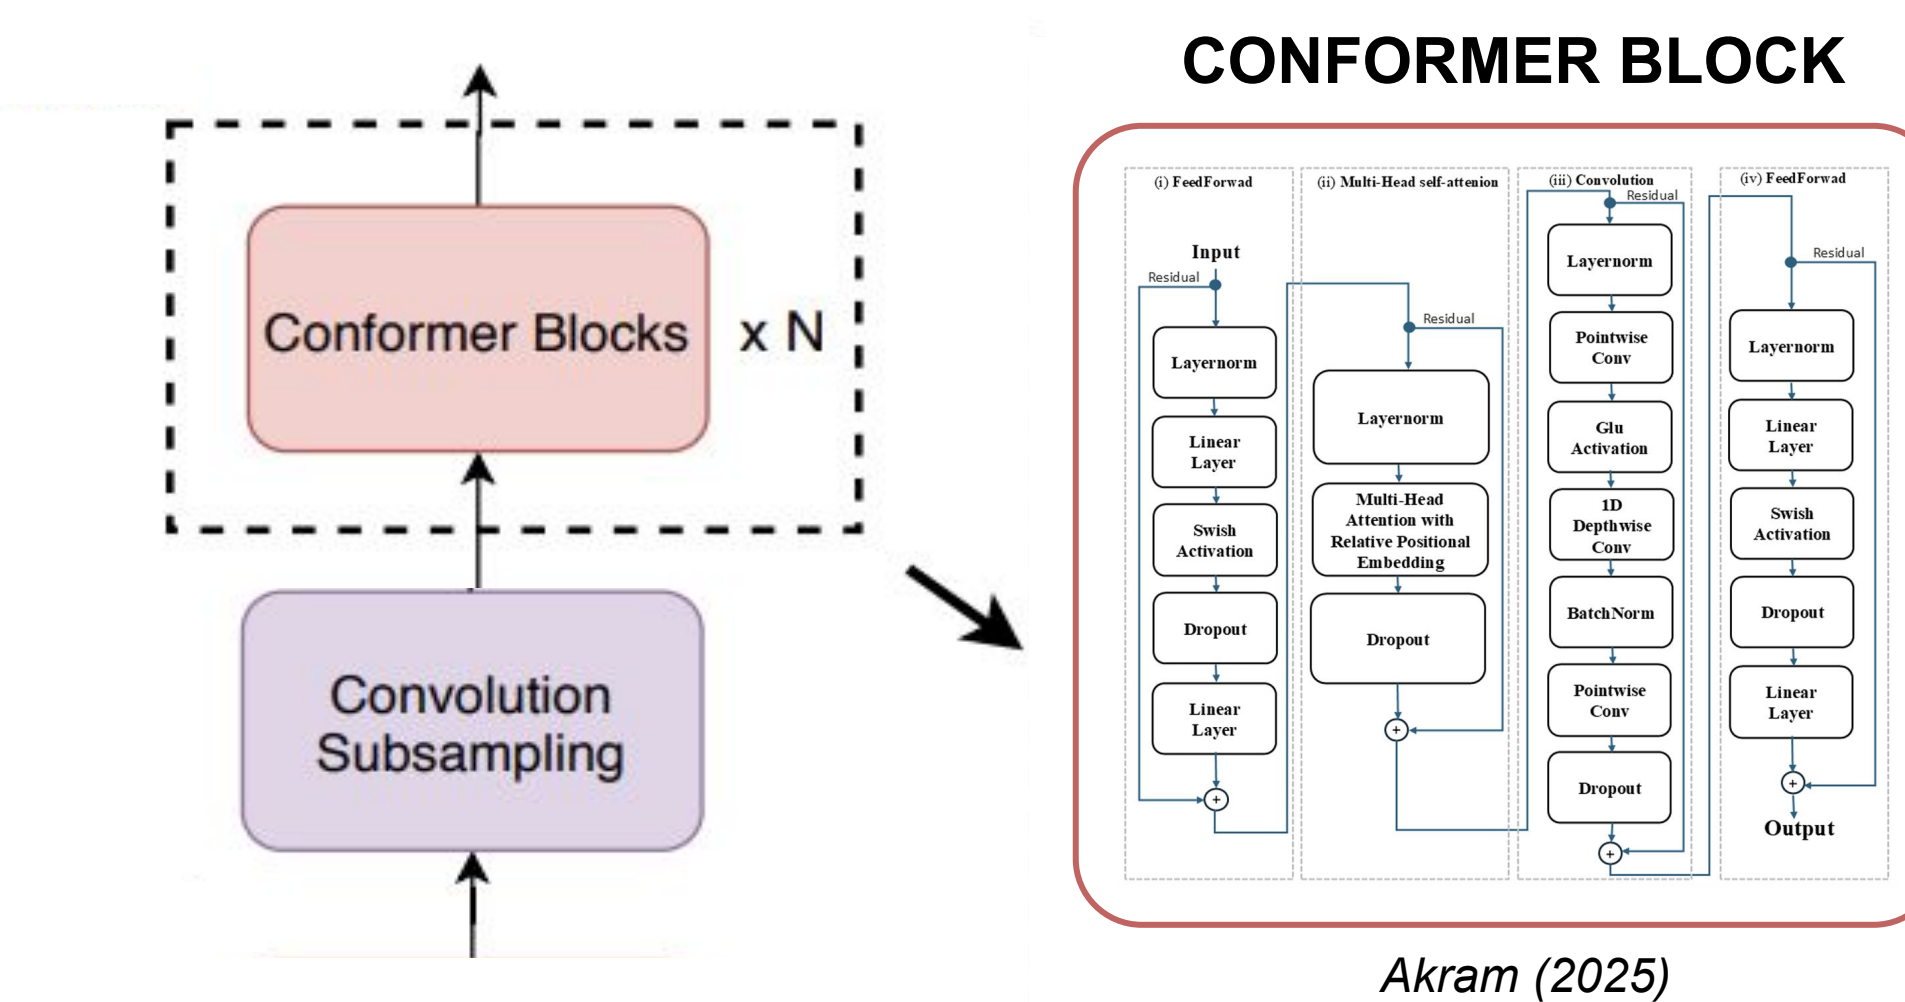 CONFORMER BLOCK
Conformer Blocks
x N
Convolution
Subsampling
(i) FeedForwad
Input
Residual
Layernorm
Linear
Layer
Swish
Activation
Dropout
Linear
Layer
+
(ii) Multi-Head self-attenion
Residual
Layernorm
Multi-Head
Attention with
Relative Positional
Embedding
Dropout
+
(iii) Convolution
Residual
Layernorm
Pointwise
Conv
Glu
Activation
1D
Depthwise
Conv
BatchNorm
Pointwise
Conv
Dropout
+
(iv) FeedForwad
Residual
Layernorm
Linear
Layer
Swish
Activation
Dropout
Linear
Layer
+
Output
Akram (2025)